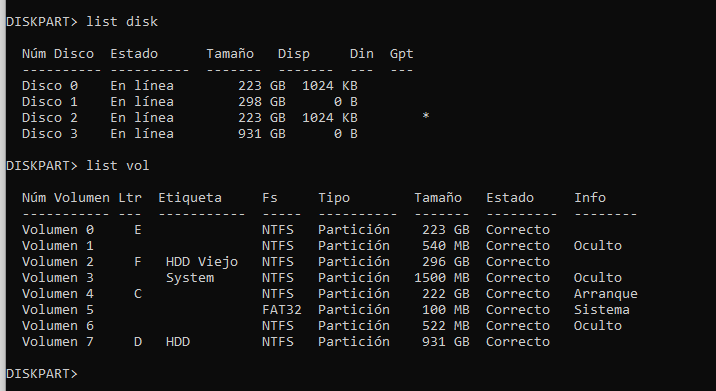 DISKPART> list disk
Núm Disco  Estado      Tamaño   Disp     Din  Gpt
---------- ----------  -------  -------  ---  ---
Disco 0    En línea        223 GB  1024 KB
Disco 1    En línea        298 GB      0 B
Disco 2    En línea        223 GB  1024 KB        *
Disco 3    En línea        931 GB      0 B
DISKPART> list vol
Núm Volumen Ltr  Etiqueta     Fs     Tipo        Tamaño   Estado     Info
----------- ---  -----------  -----  ----------  -------  ---------  --------
Volumen 0     E                NTFS   Partición    223 GB  Correcto
Volumen 1                      NTFS   Partición    540 MB  Correcto   Oculto
Volumen 2     F   HDD Viejo    NTFS   Partición    296 GB  Correcto
Volumen 3         System       NTFS   Partición   1500 MB  Correcto   Oculto
Volumen 4     C                NTFS   Partición    222 GB  Correcto   Arranque
Volumen 5                      FAT32  Partición    100 MB  Correcto   Sistema
Volumen 6                      NTFS   Partición    522 MB  Correcto   Oculto
Volumen 7     D   HDD          NTFS   Partición    931 GB  Correcto
DISKPART>